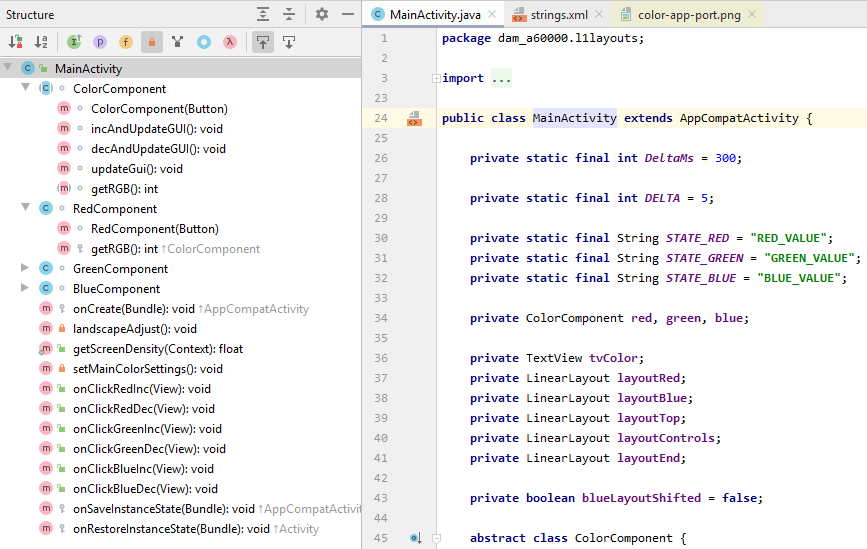 Structure
MainActivity
ColorComponent
ColorComponent(Button)
incAndUpdateGUI(): void
decAndUpdateGUI(): void
updateGui(): void
getRGB(): int
RedComponent
RedComponent(Button)
getRGB(): int ↑ColorComponent
GreenComponent
BlueComponent
onCreate(Bundle): void ↑AppCompatActivity
landscapeAdjust(): void
getScreenDensity(Context): float
setMainColorSettings(): void
onClickRedInc(View): void
onClickRedDec(View): void
onClickGreenInc(View): void
onClickGreenDec(View): void
onClickBlueInc(View): void
onClickBlueDec(View): void
onSaveInstanceState(Bundle): void ↑AppCompatActivit
onRestoreInstanceState(Bundle): void ↑Activity
MainActivity.java strings.xml color-app-port.png
1 package dam_a60000.l11layouts;
2
3 import ...
23
24 public class MainActivity extends AppCompatActivity {
25
26 private static final int DeltaMs = 300;
27
28 private static final int DELTA = 5;
29
30 private static final String STATE_RED = "RED_VALUE";
31 private static final String STATE_GREEN = "GREEN_VALUE";
32 private static final String STATE_BLUE = "BLUE_VALUE";
33
34 private ColorComponent red, green, blue;
35
36 private TextView tvColor;
37 private LinearLayout layoutRed;
38 private LinearLayout layoutBlue;
39 private LinearLayout layoutTop;
40 private LinearLayout layoutControls;
41 private LinearLayout layoutEnd;
42
43 private boolean blueLayoutShifted = false;
44
45 abstract class ColorComponent {